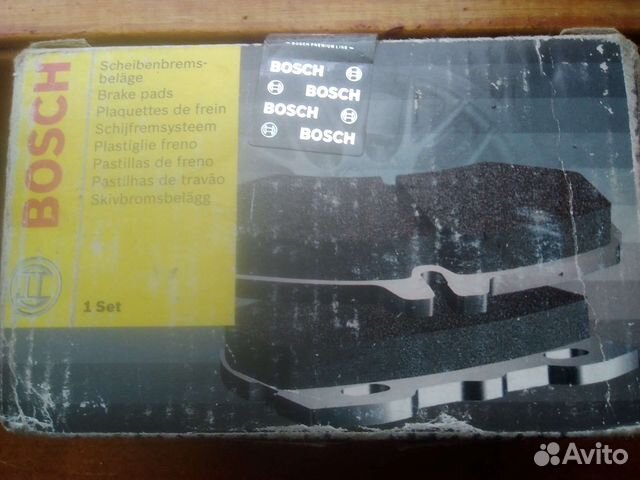 BOSCH
Scheibenbrems-
beläge
Brake pads
Plaquettes de frein
Schijfremsysteem
Plastiglie freno
Pastillas de freno
Pastilhas de travão
Skivbromsbelägg
1 Set
BOSCH PREMIUM LINE
BOSCH
BOSCH
BOSCH
BOSCH
Avito